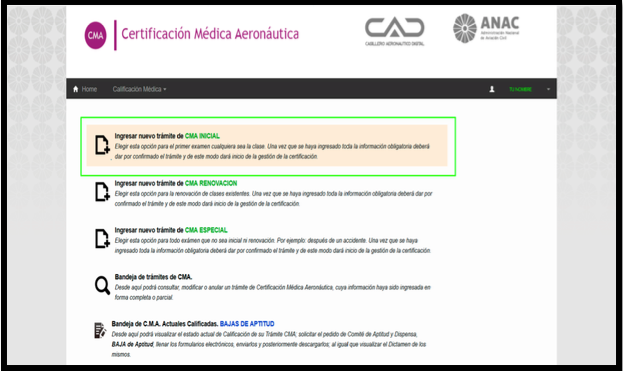 CMA Certificación Médica Aeronáutica
CAD
CABALLERO AERONAUTICO DIGITAL
ANAC
Administración Nacional
de Aviación Civil
Home Calificación Médica
TU NOMBRE
Ingresar nuevo trámite de CMA INICIAL
Elegir esta opción para el primer examen cualquiera sea la clase. Una vez que se haya ingresado toda la información obligatoria deberá
dar por confirmado el trámite y de este modo dará inicio de la gestión de la certificación.
Ingresar nuevo trámite de CMA RENOVACION
Elegir esta opción para la renovación de clases existentes. Una vez que se haya ingresado toda la información obligatoria deberá dar por
confirmado el trámite y de este modo dará inicio de la gestión de la certificación.
Ingresar nuevo trámite de CMA ESPECIAL
Elegir esta opción para todo exámen que no sea inicial ni renovación. Por ejemplo: después de un accidente. Una vez que se haya
ingresado toda la información obligatoria deberá dar por confirmado el trámite y de este modo dará inicio de la gestión de la certificación.
Bandeja de trámites de CMA.
Desde aquí podrá consultar, modificar o anular un trámite de Certificación Médica Aeronáutica, cuya información haya sido ingresada en
forma completa o parcial.
Bandeja de C.M.A. Actuales Calificadas. BAJAS DE APTITUD
Desde aquí podrá visualizar el estado actual de Calificación de su Trámite CMA; solicitar el pedido de Comité de Aptitud y Dispensa,
BAJA de Aptitud, llenar los formularios electrónicos, enviarlos y posteriormente descargarlos; al igual que visualizar el Dictamen de los
mismos.